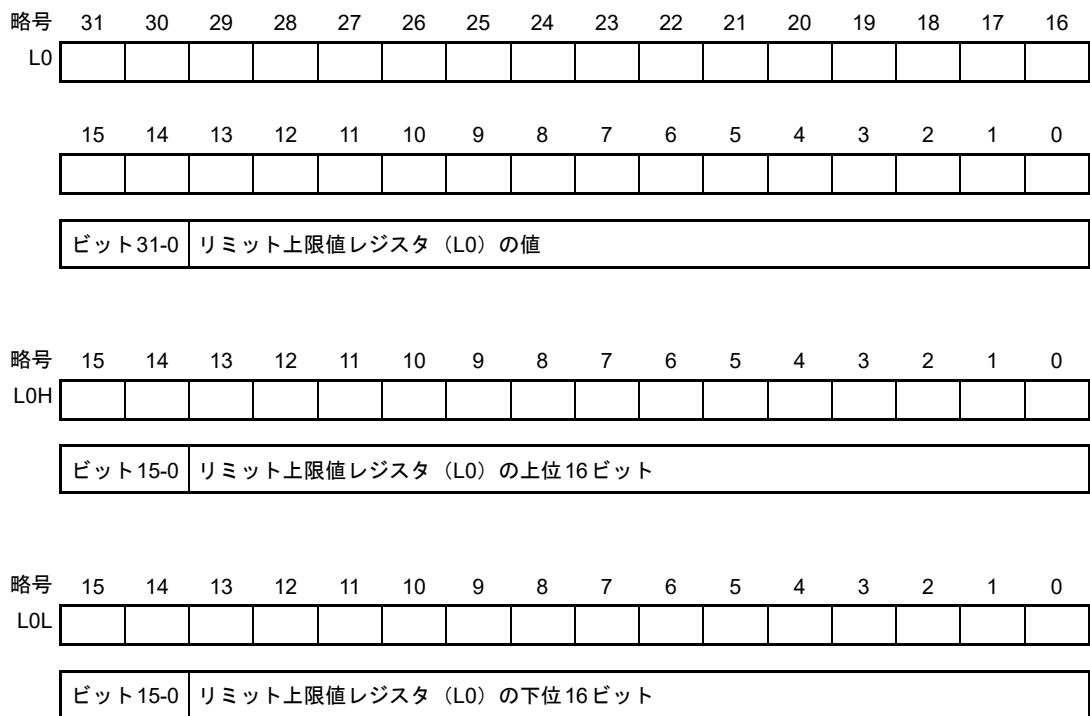 略号 31 30 29 28 27 26 25 24 23 22 21 20 19 18 17 16
L0
15 14 13 12 11 10 9 8 7 6 5 4 3 2 1 0
ビット31-0 リミット上限値レジスタ（L0）の値
略号 15 14 13 12 11 10 9 8 7 6 5 4 3 2 1 0
L0H
ビット15-0 リミット上限値レジスタ（L0）の上位16ビット
略号 15 14 13 12 11 10 9 8 7 6 5 4 3 2 1 0
L0L
ビット15-0 リミット上限値レジスタ（L0）の下位16ビット